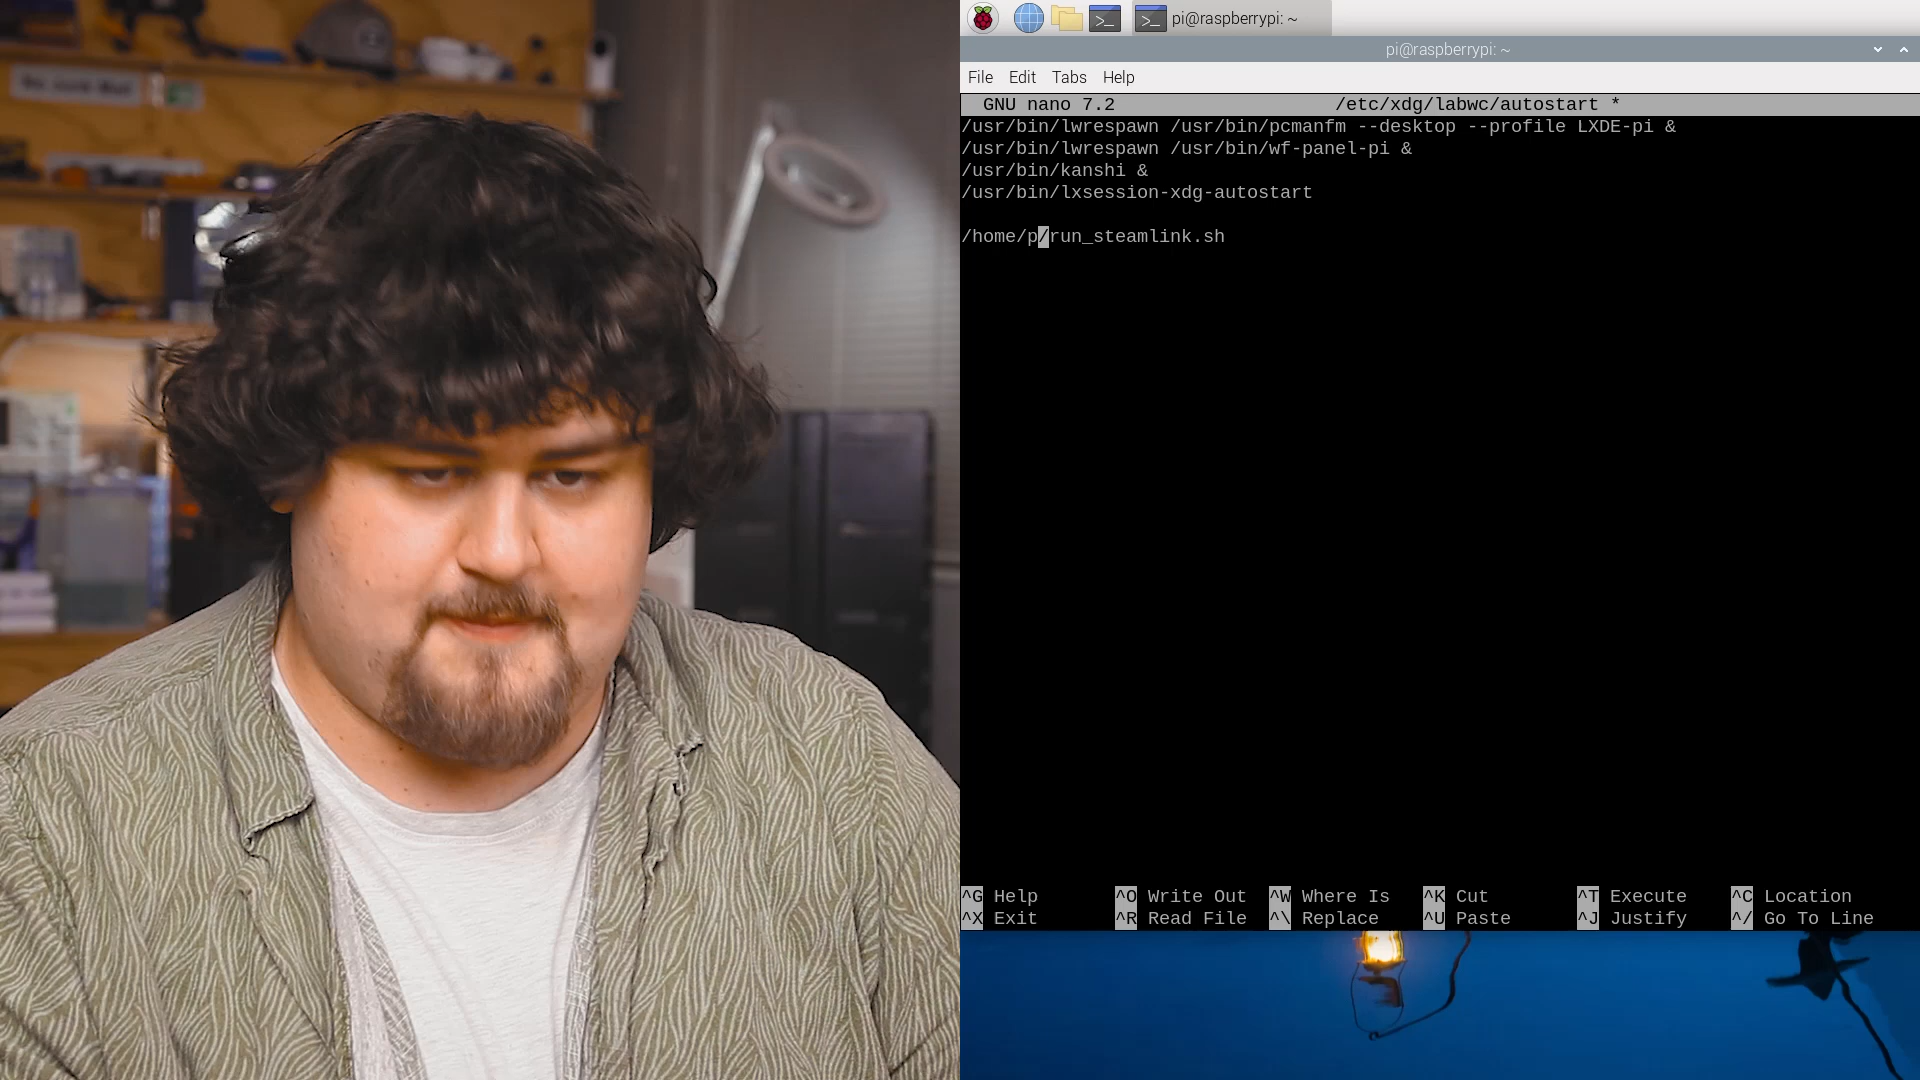 No Junk Mail
pi@raspberrypi: ~
pi@raspberrypi: ~
File Edit Tabs Help
GNU nano 7.2 /etc/xdg/labwc/autostart *
/usr/bin/lwrespawn /usr/bin/pcmanfm --desktop --profile LXDE-pi &
/usr/bin/lwrespawn /usr/bin/wf-panel-pi &
/usr/bin/kanshi &
/usr/bin/lxsession-xdg-autostart
/home/p/run_steamlink.sh
^G Help ^O Write Out ^W Where Is ^K Cut ^T Execute ^C Location
^X Exit ^R Read File ^\ Replace ^U Paste ^J Justify ^/ Go To Line